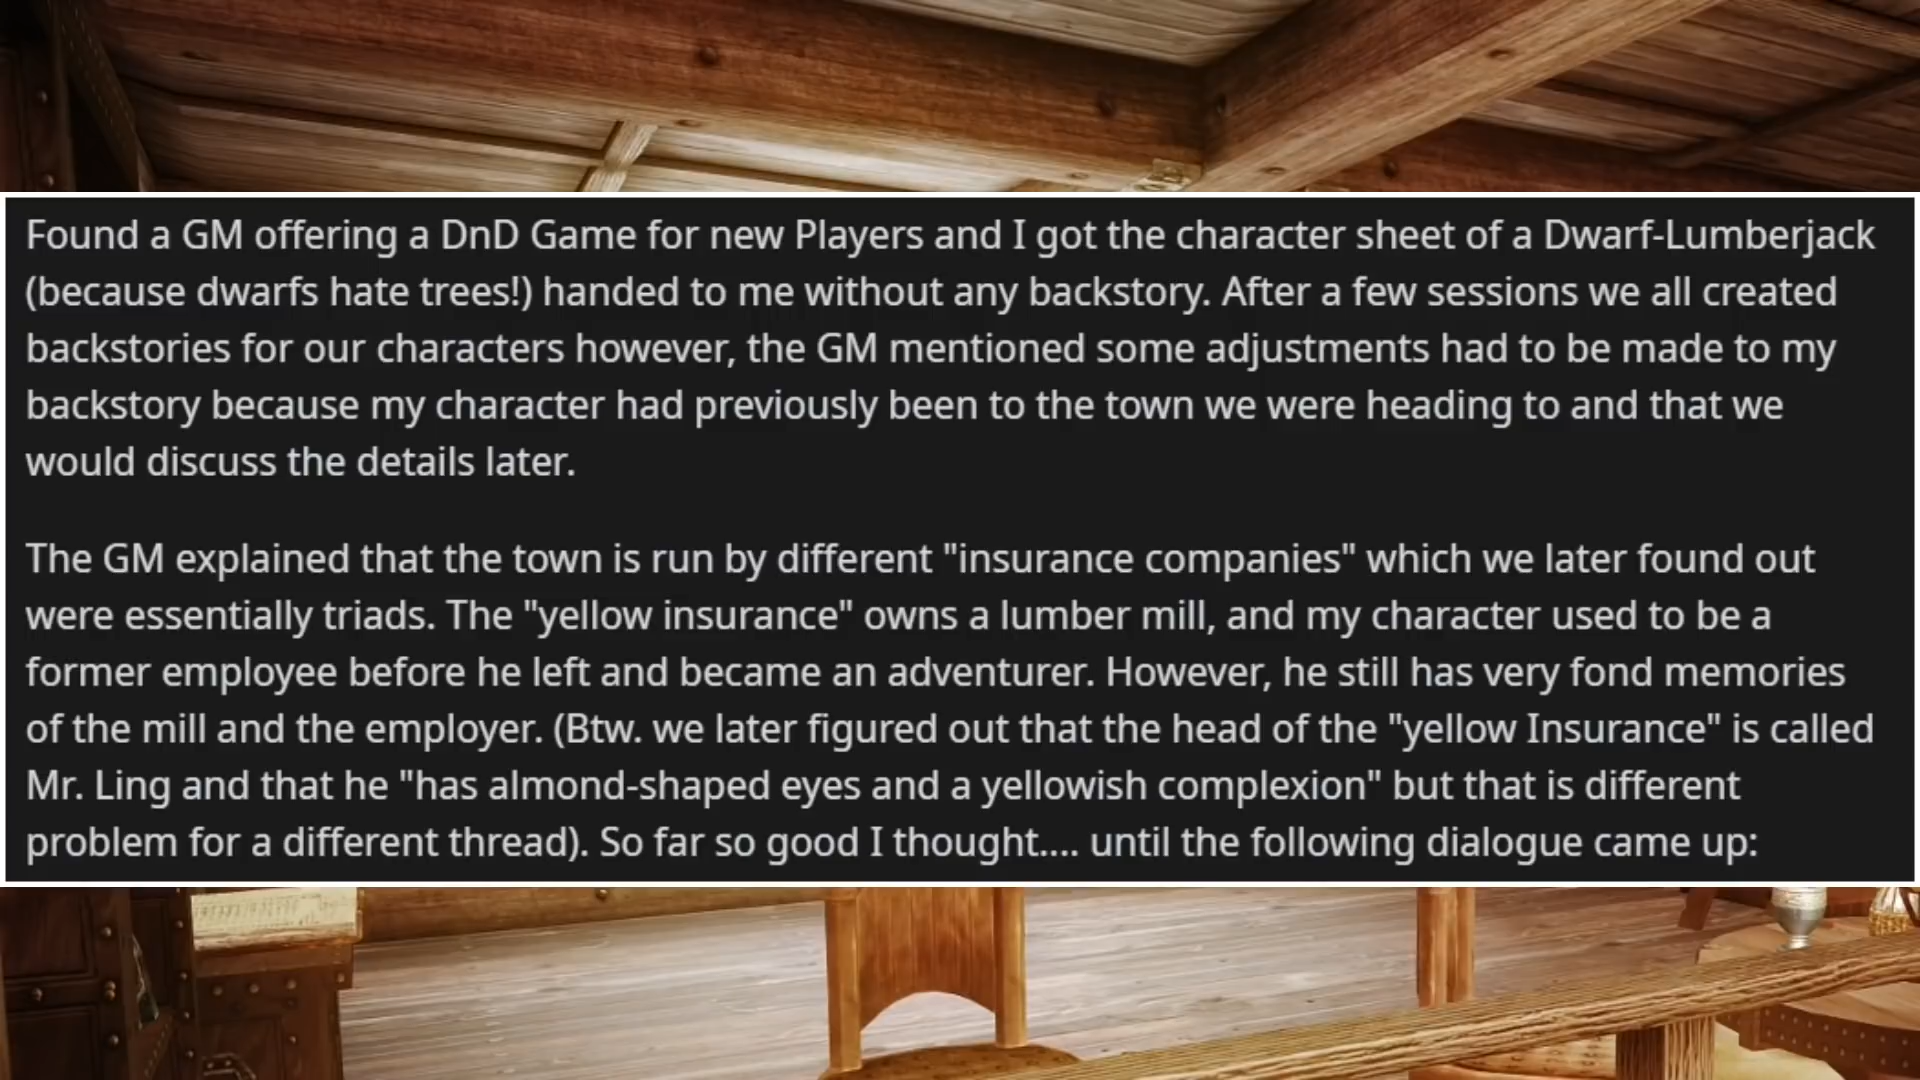 Found a GM offering a DnD Game for new Players and I got the character sheet of a Dwarf-Lumberjack
(because dwarfs hate trees!) handed to me without any backstory. After a few sessions we all created
backstories for our characters however, the GM mentioned some adjustments had to be made to my
backstory because my character had previously been to the town we were heading to and that we
would discuss the details later.
The GM explained that the town is run by different "insurance companies" which we later found out
were essentially triads. The "yellow insurance" owns a lumber mill, and my character used to be a
former employee before he left and became an adventurer. However, he still has very fond memories
of the mill and the employer. (Btw. we later figured out that the head of the "yellow Insurance" is called
Mr. Ling and that he "has almond-shaped eyes and a yellowish complexion" but that is different
problem for a different thread). So far so good I thought.... until the following dialogue came up: